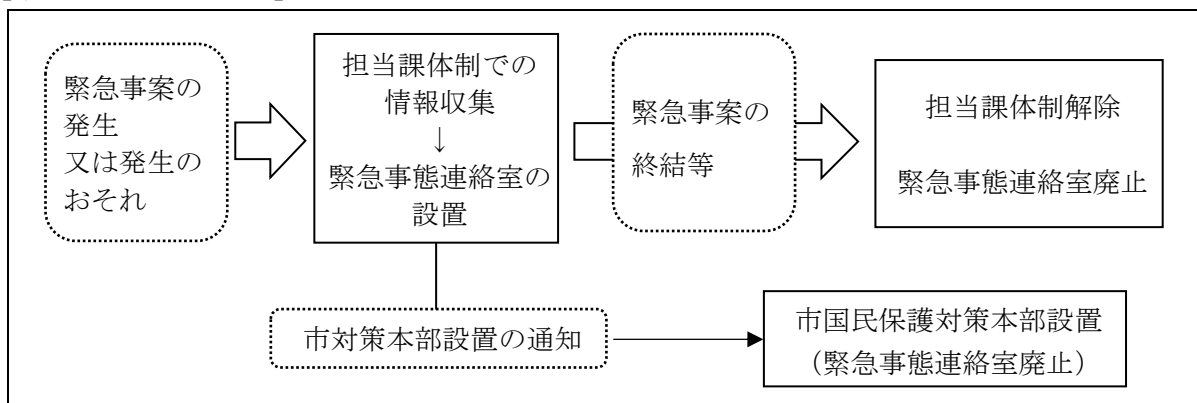 緊急事案の
発生
又は発生の
おそれ
担当課体制での
情報収集
↓
緊急事態連絡室の
設置
緊急事案の
終結等
担当課体制解除
緊急事態連絡室廃止
市対策本部設置の通知
市国民保護対策本部設置
（緊急事態連絡室廃止）